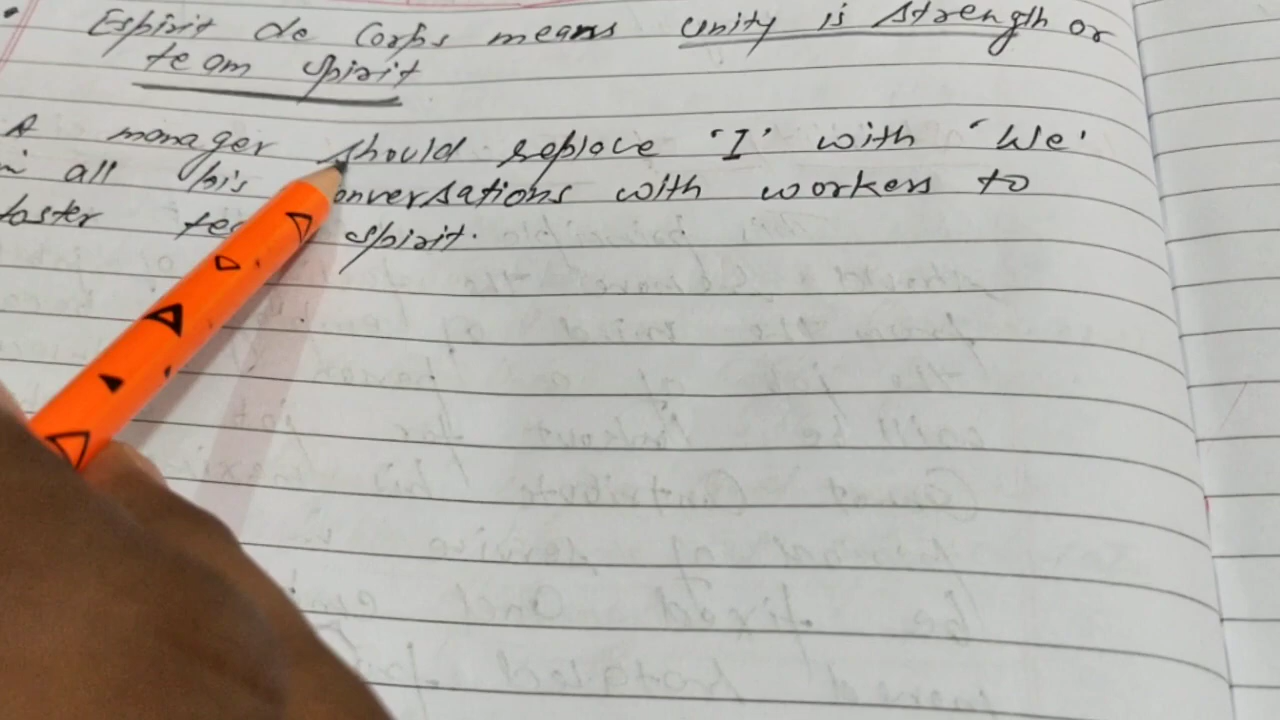 Espirit de Corps means unity is strength or
team spirit
A manager should replace 'I' with 'We'
in all his conversations with workers to
foster team spirit.